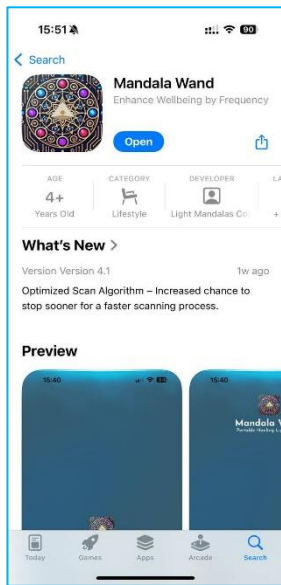 15:51
90
Search
Mandala Wand
Enhance Wellbeing by Frequency
Open
AGE
CATEGORY
DEVELOPER
LA
4+
Years Old
Lifestyle
Light Mandalas Co
+
What's New
Version Version 4.1
1w ago
Optimized Scan Algorithm – Increased chance to
stop sooner for a faster scanning process.
Preview
15:40
15:40
Mandala W
Today
Games
Apps
Arcade
Search